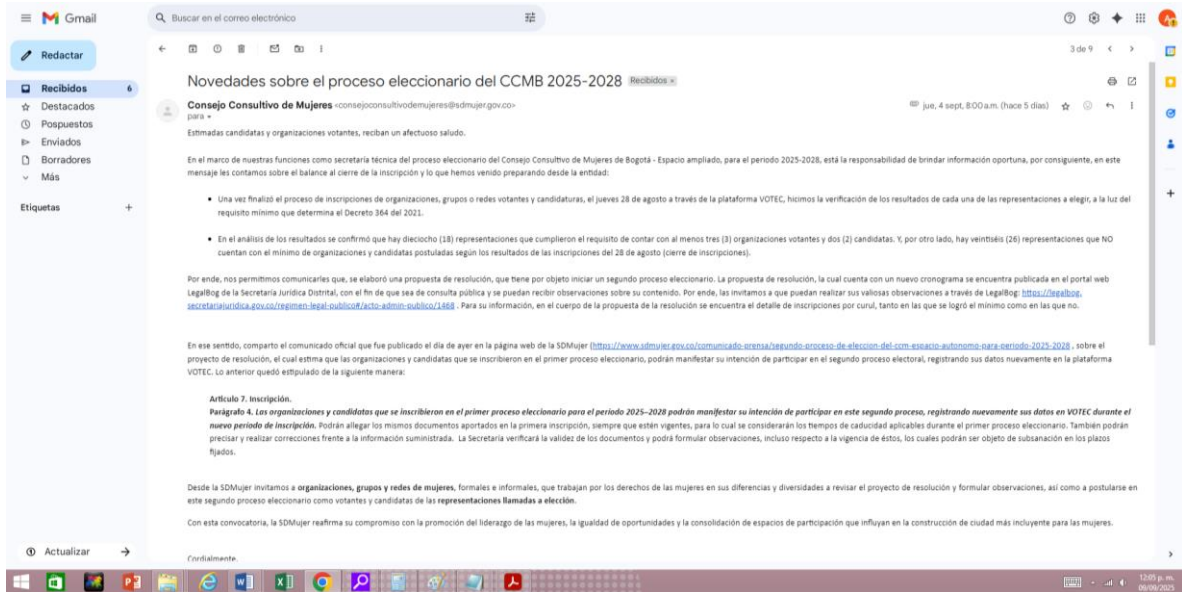 Gmail
Buscar en el correo electrónico
Redactar
3 de 9
Recibidos 6
Destacados
Pospuestos
Enviados
Borradores
Más
Etiquetas
Novedades sobre el proceso eleccionario del CCMB 2025-2028 Recibidos ×
Consejo Consultivo de Mujeres <consejoconsultivodemujeres@sdmujer.gov.co>
jue, 4 sept, 8:00 a.m. (hace 5 días)
para
Estimadas candidatas y organizaciones votantes, reciban un afectuoso saludo.
En el marco de nuestras funciones como secretaría técnica del proceso eleccionario del Consejo Consultivo de Mujeres de Bogotá - Espacio ampliado, para el periodo 2025-2028, está la responsabilidad de brindar información oportuna, por consiguiente, en este
mensaje les contamos sobre el balance al cierre de la inscripción y lo que hemos venido preparando desde la entidad:
• Una vez finalizó el proceso de inscripciones de organizaciones, grupos o redes votantes y candidaturas, el jueves 28 de agosto a través de la plataforma VOTEC, hicimos la verificación de los resultados de cada una de las representaciones a elegir, a la luz del
requisito mínimo que determina el Decreto 364 del 2021.
• En el análisis de los resultados se confirmó que hay dieciocho (18) representaciones que cumplieron el requisito de contar con al menos tres (3) organizaciones votantes y dos (2) candidatas. Y, por otro lado, hay veintiséis (26) representaciones que NO
cuentan con el mínimo de organizaciones y candidatas postuladas según los resultados de las inscripciones del 28 de agosto (cierre de inscripciones).
Por ende, nos permitimos comunicarles que, se elaboró una propuesta de resolución, que tiene por objeto iniciar un segundo proceso eleccionario. La propuesta de resolución, la cual cuenta con un nuevo cronograma se encuentra publicada en el portal web
LegalBog de la Secretaria Jurídica Distrital, con el fin de que sea de consulta pública y se puedan recibir observaciones sobre su contenido. Por ende, las invitamos a que puedan realizar sus valiosas observaciones a través de LegalBog: https://legalbog.
secretariajuridica.gov.co/regimen-legal-publico#/acto-admin-publico/1468 . Para su información, en el cuerpo de la propuesta de la resolución se encuentra el detalle de inscripciones por curul, tanto en las que se logró el mínimo como en las que no.
En ese sentido, comparto el comunicado oficial que fue publicado el día de ayer en la página web de la SDMujer (https://www.sdmujer.gov.co/comunicado-prensa/segundo-proceso-de-eleccion-del-ccm-espacio-autonomo-para-periodo-2025-2028 , sobre el
proyecto de resolución, el cual estima que las organizaciones y candidatas que se inscribieron en el primer proceso eleccionario, podrán manifestar su intención de participar en el segundo proceso electoral, registrando sus datos nuevamente en la plataforma
VOTEC. Lo anterior quedó estipulado de la siguiente manera:
Artículo 7. Inscripción.
Parágrafo 4. Las organizaciones y candidatas que se inscribieron en el primer proceso eleccionario para el periodo 2025–2028 podrán manifestar su intención de participar en este segundo proceso, registrando nuevamente sus datos en VOTEC durante el
nuevo periodo de inscripción. Podrán allegar los mismos documentos aportados en la primera inscripción, siempre que estén vigentes, para lo cual se considerarán los tiempos de caducidad aplicables durante el primer proceso eleccionario. También podrán
precisar y realizar correcciones frente a la información suministrada. La Secretaría verificará la validez de los documentos y podrá formular observaciones, incluso respecto a la vigencia de éstos, los cuales podrán ser objeto de subsanación en los plazos
fijados.
Desde la SDMujer invitamos a organizaciones, grupos y redes de mujeres, formales e informales, que trabajan por los derechos de las mujeres en sus diferencias y diversidades a revisar el proyecto de resolución y formular observaciones, así como a postularse en
este segundo proceso eleccionario como votantes y candidatas de las representaciones llamadas a elección.
Con esta convocatoria, la SDMujer reafirma su compromiso con la promoción del liderazgo de las mujeres, la igualdad de oportunidades y la consolidación de espacios de participación que influyan en la construcción de ciudad más incluyente para las mujeres.
Cordialmente,
Actualizar
12:05 p. m.
09/09/2025